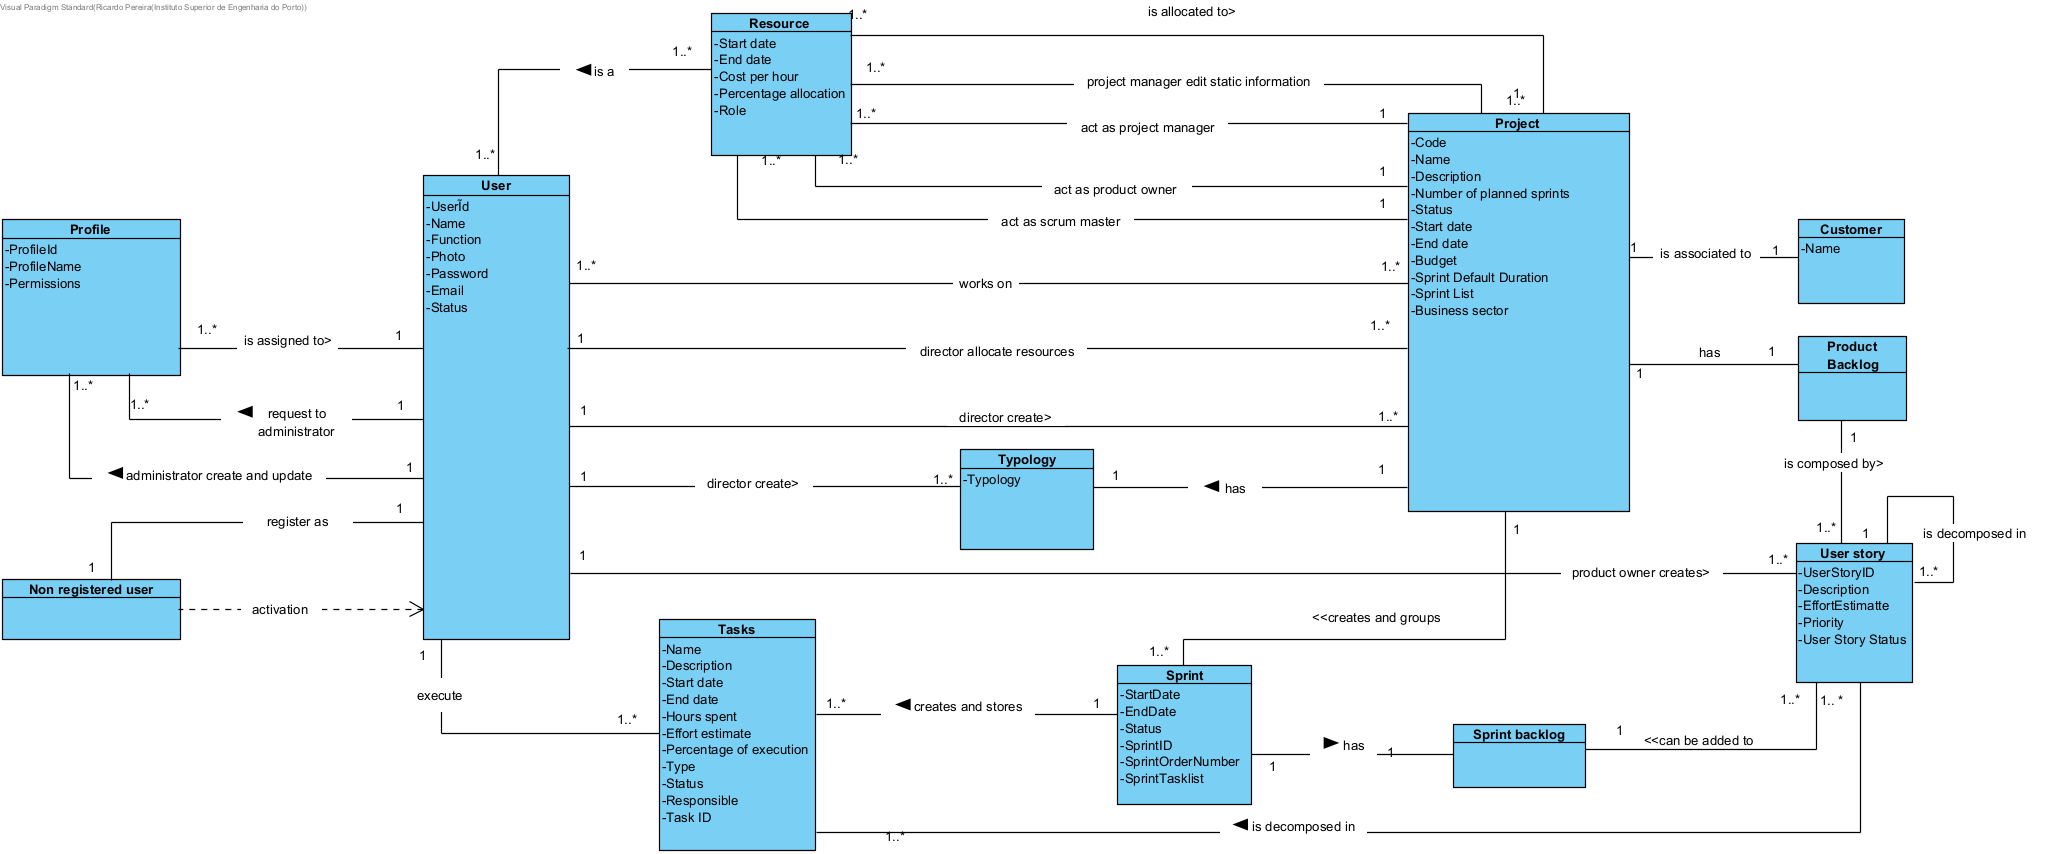 Visual Paradigm Standard(Ricardo Pereira(Instituto Superior de Engenharia do Porto))
Resource
-Start date
-End date
-Cost per hour
-Percentage allocation
-Role
1..*
is allocated to>
1
1..*
project manager edit static information
1..*
1..*
act as project manager
1
1..*
act as product owner
1
1..*
act as scrum master
1
1..*
is a
1..*
User
-UserÏd
-Name
-Function
-Photo
-Password
-Email
-Status
Project
-Code
-Name
-Description
-Number of planned sprints
-Status
-Start date
-End date
-Budget
-Sprint Default Duration
-Sprint List
-Business sector
Profile
-ProfileId
-ProfileName
-Permissions
Customer
-Name
1
is associated to
1
1..*
works on
1..*
1..*
is assigned to>
1
1
director allocate resources
1..*
Product
Backlog
1
has
1
1..*
1..*
request to
administrator
1
1
director create>
1..*
administrator create and update
1
1
director create>
1..*
Typology
-Typology
1
has
1
1
is composed by>
1..*
1
is decomposed in
1..*
1
register as
1
Non registered user
activation
1
product owner creates>
1..*
User story
-UserStoryID
-Description
-EffortEstimatte
-Priority
-User Story Status
1
<<creates and groups
1..*
1
execute
1..*
Tasks
-Name
-Description
-Start date
-End date
-Hours spent
-Effort estimate
-Percentage of execution
-Type
-Status
-Responsible
-Task ID
1..*
creates and stores
1
Sprint
-StartDate
-EndDate
-Status
-SprintID
-SprintOrderNumber
-SprintTasklist
1
has
1
Sprint backlog
1
<<can be added to
1..*
1..*
is decomposed in
1..*